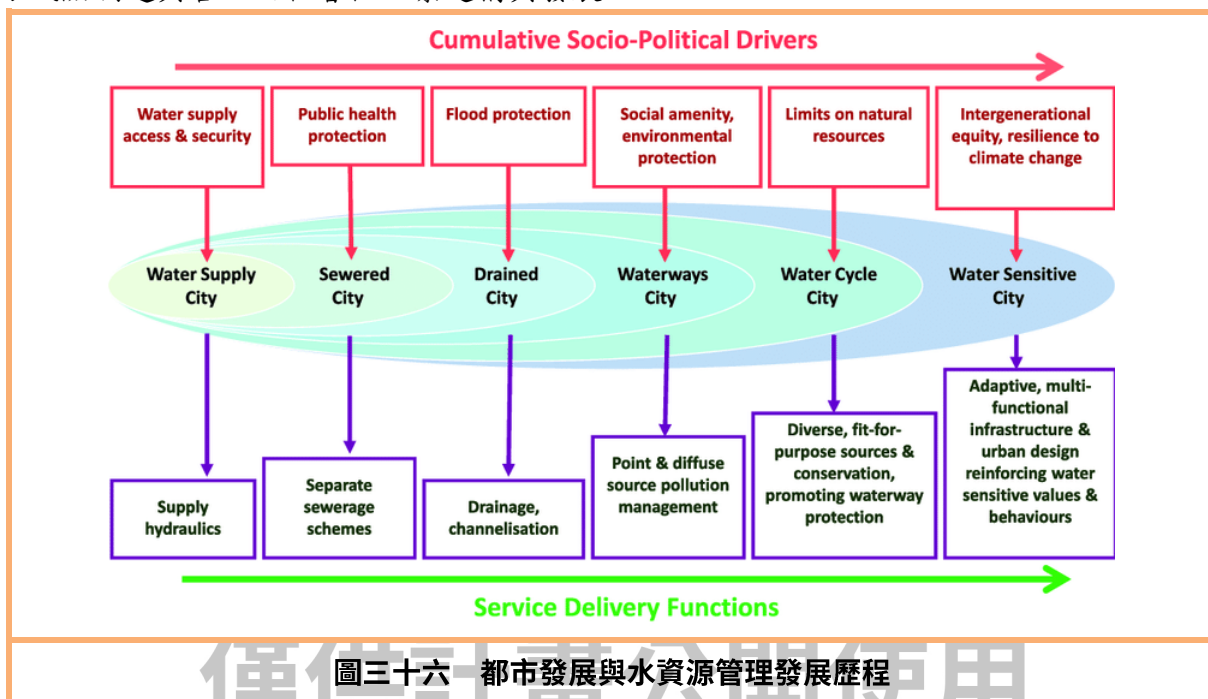 Cumulative Socio-Political Drivers
Water supply
access & security
Public health
protection
Flood protection
Social amenity,
environmental
protection
Limits on natural
resources
Intergenerational
equity, resilience to
climate change
Water Supply
City
Sewered
City
Drained
City
Waterways
City
Water Cycle
City
Water Sensitive
City
Supply
hydraulics
Separate
sewerage
schemes
Drainage,
channelisation
Point & diffuse
source pollution
management
Diverse, fit-for-
purpose sources &
conservation,
promoting waterway
protection
Adaptive, multi-
functional
infrastructure &
urban design
reinforcing water
sensitive values &
behaviours
Service Delivery Functions
圖三十六 都市發展與水資源管理發展歷程